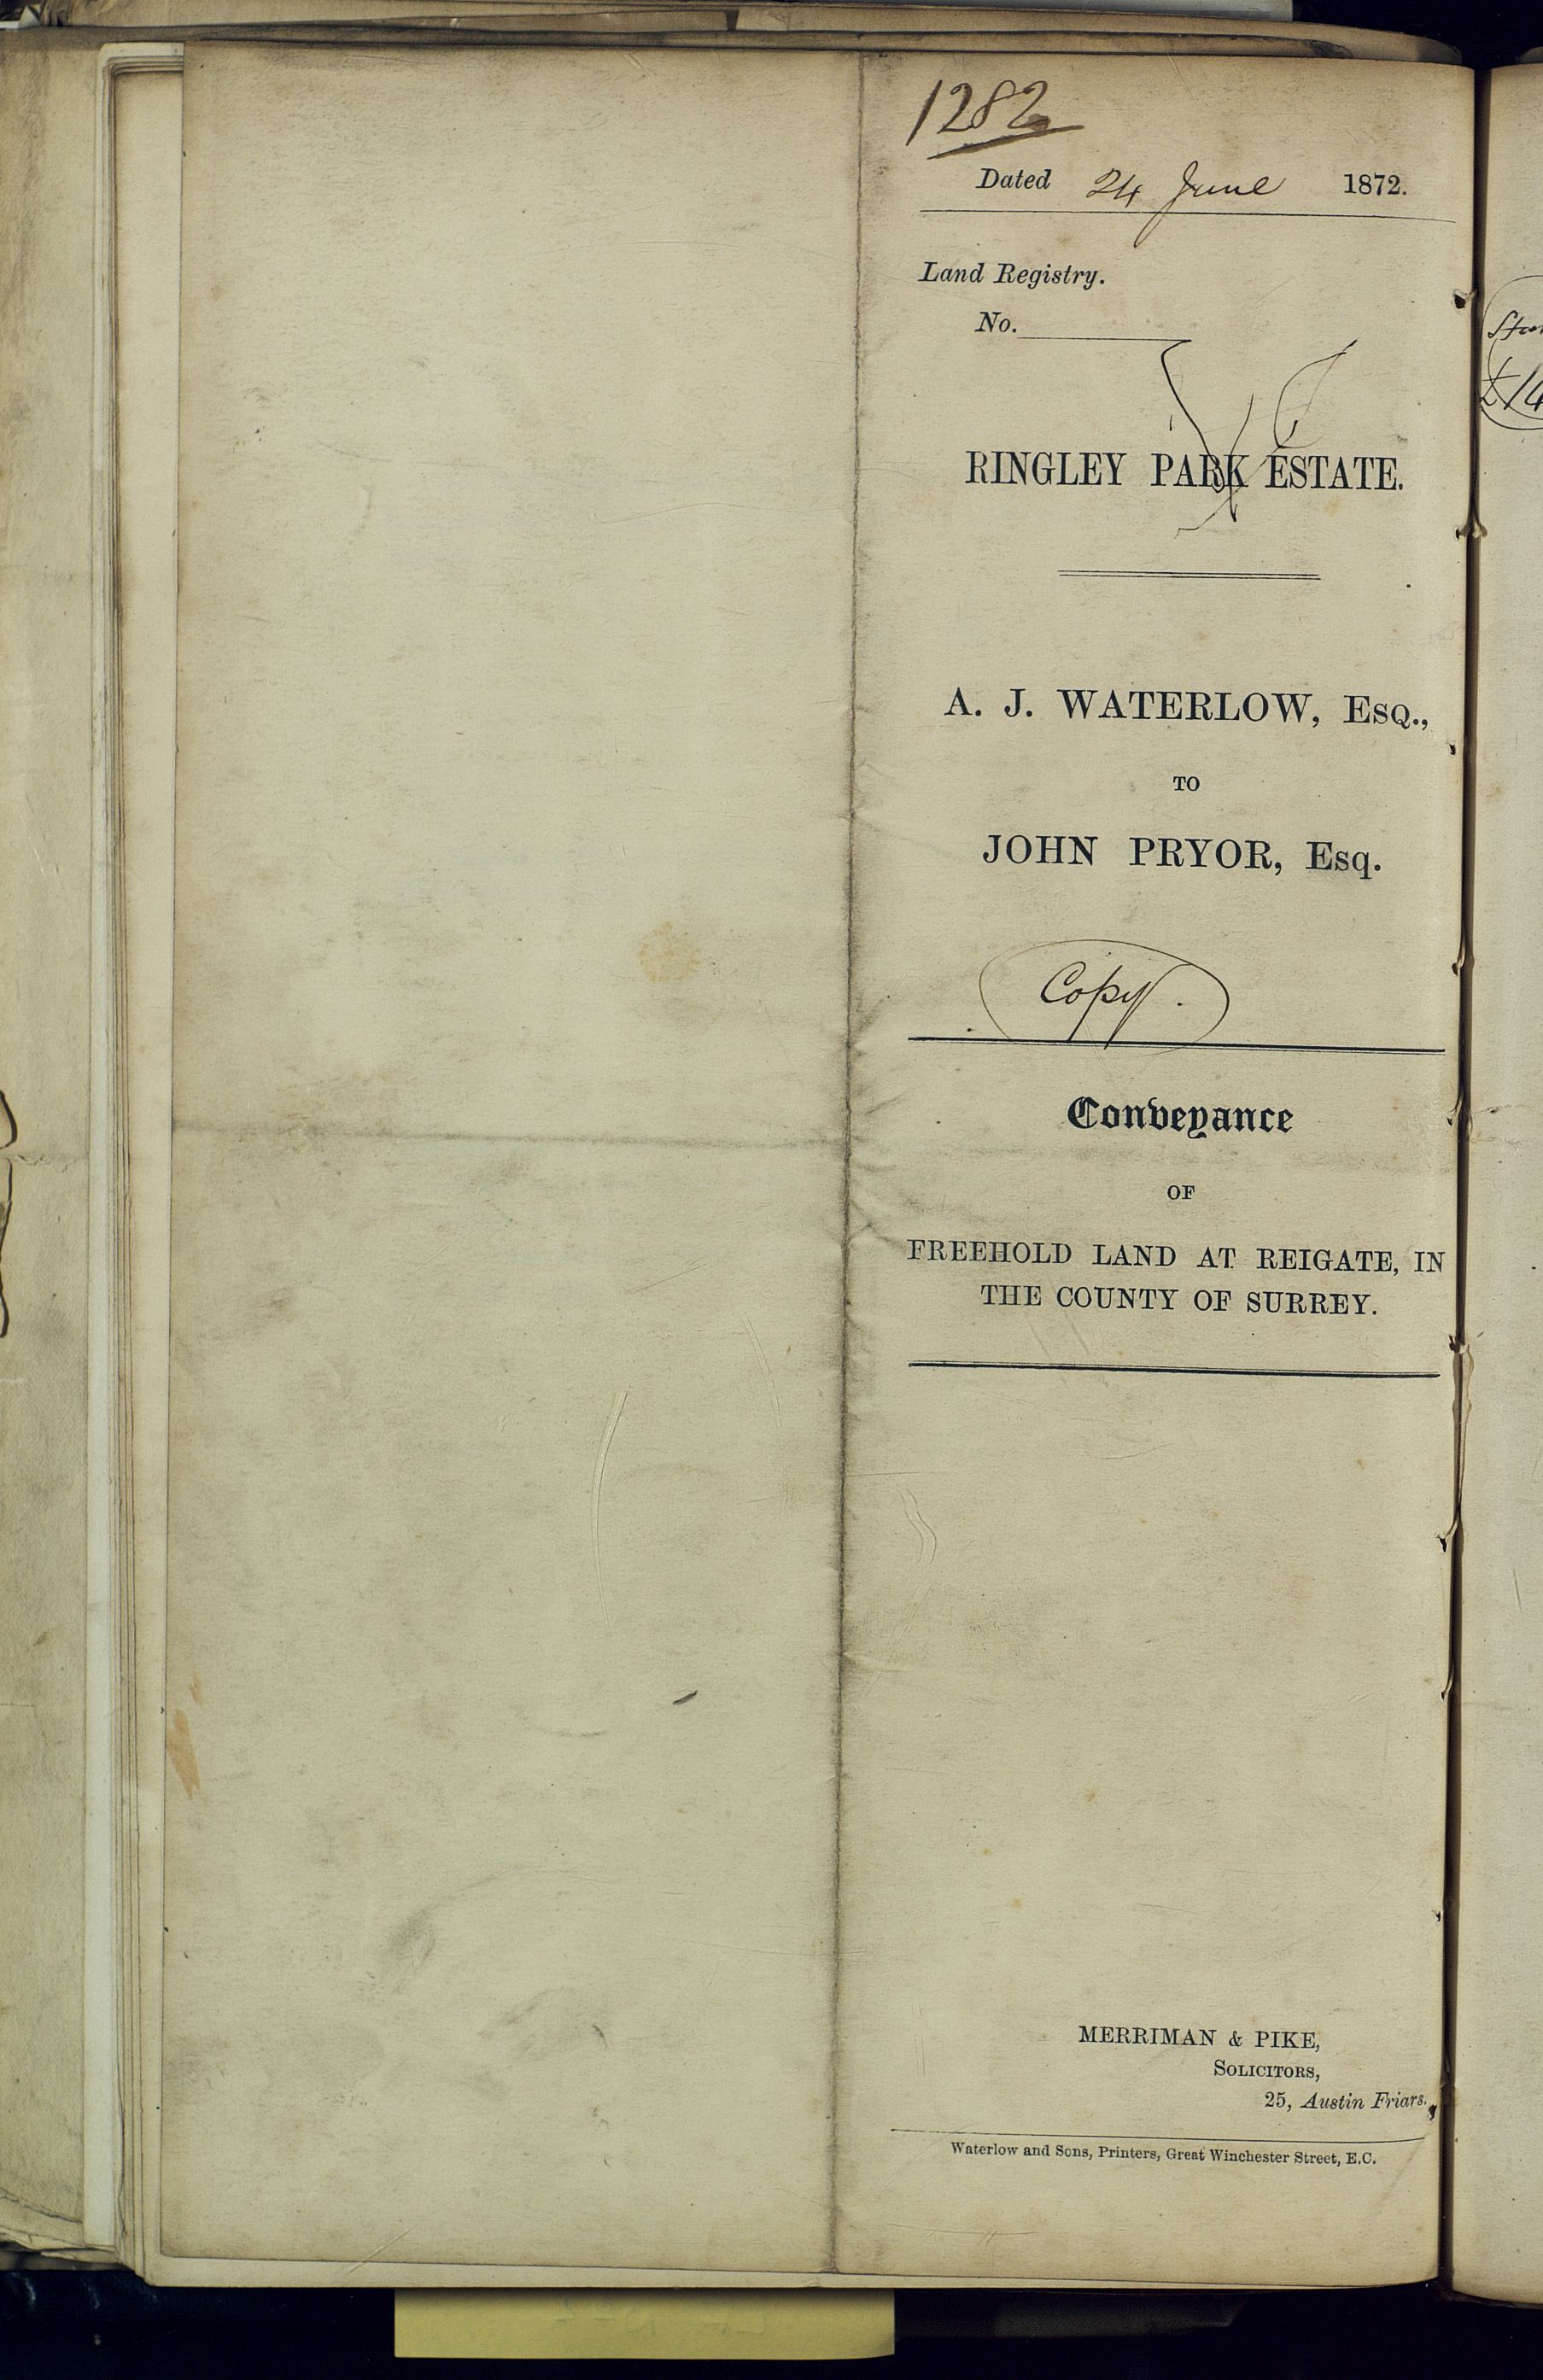 1282
Dated 24 June 1872.
Land Registry.
No.
RINGLEY PARK ESTATE.
A. J. WATERLOW, Esq.,
TO
JOHN PRYOR, Esq.
Copy.
Conveyance
OF
FREEHOLD LAND AT REIGATE, IN
THE COUNTY OF SURREY.
MERRIMAN & PIKE,
Solicitors,
25, Austin Friars.
Waterlow and Sons, Printers, Great Winchester Street, E.C.
£14